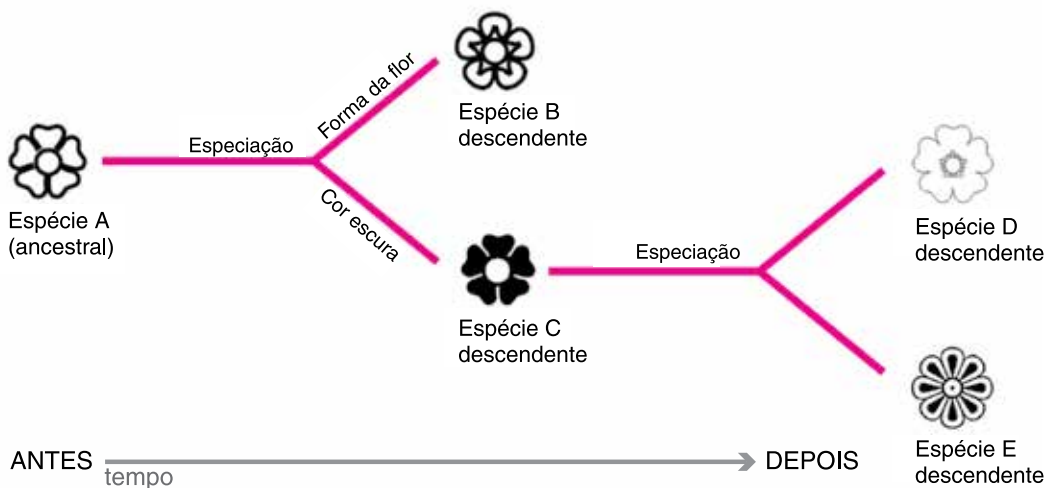 Espécie A
(ancestral)
Especiação
Forma da flor
Cor escura
Espécie B
descendente
Espécie C
descendente
Especiação
Espécie D
descendente
Espécie E
descendente
ANTES
tempo
DEPOIS